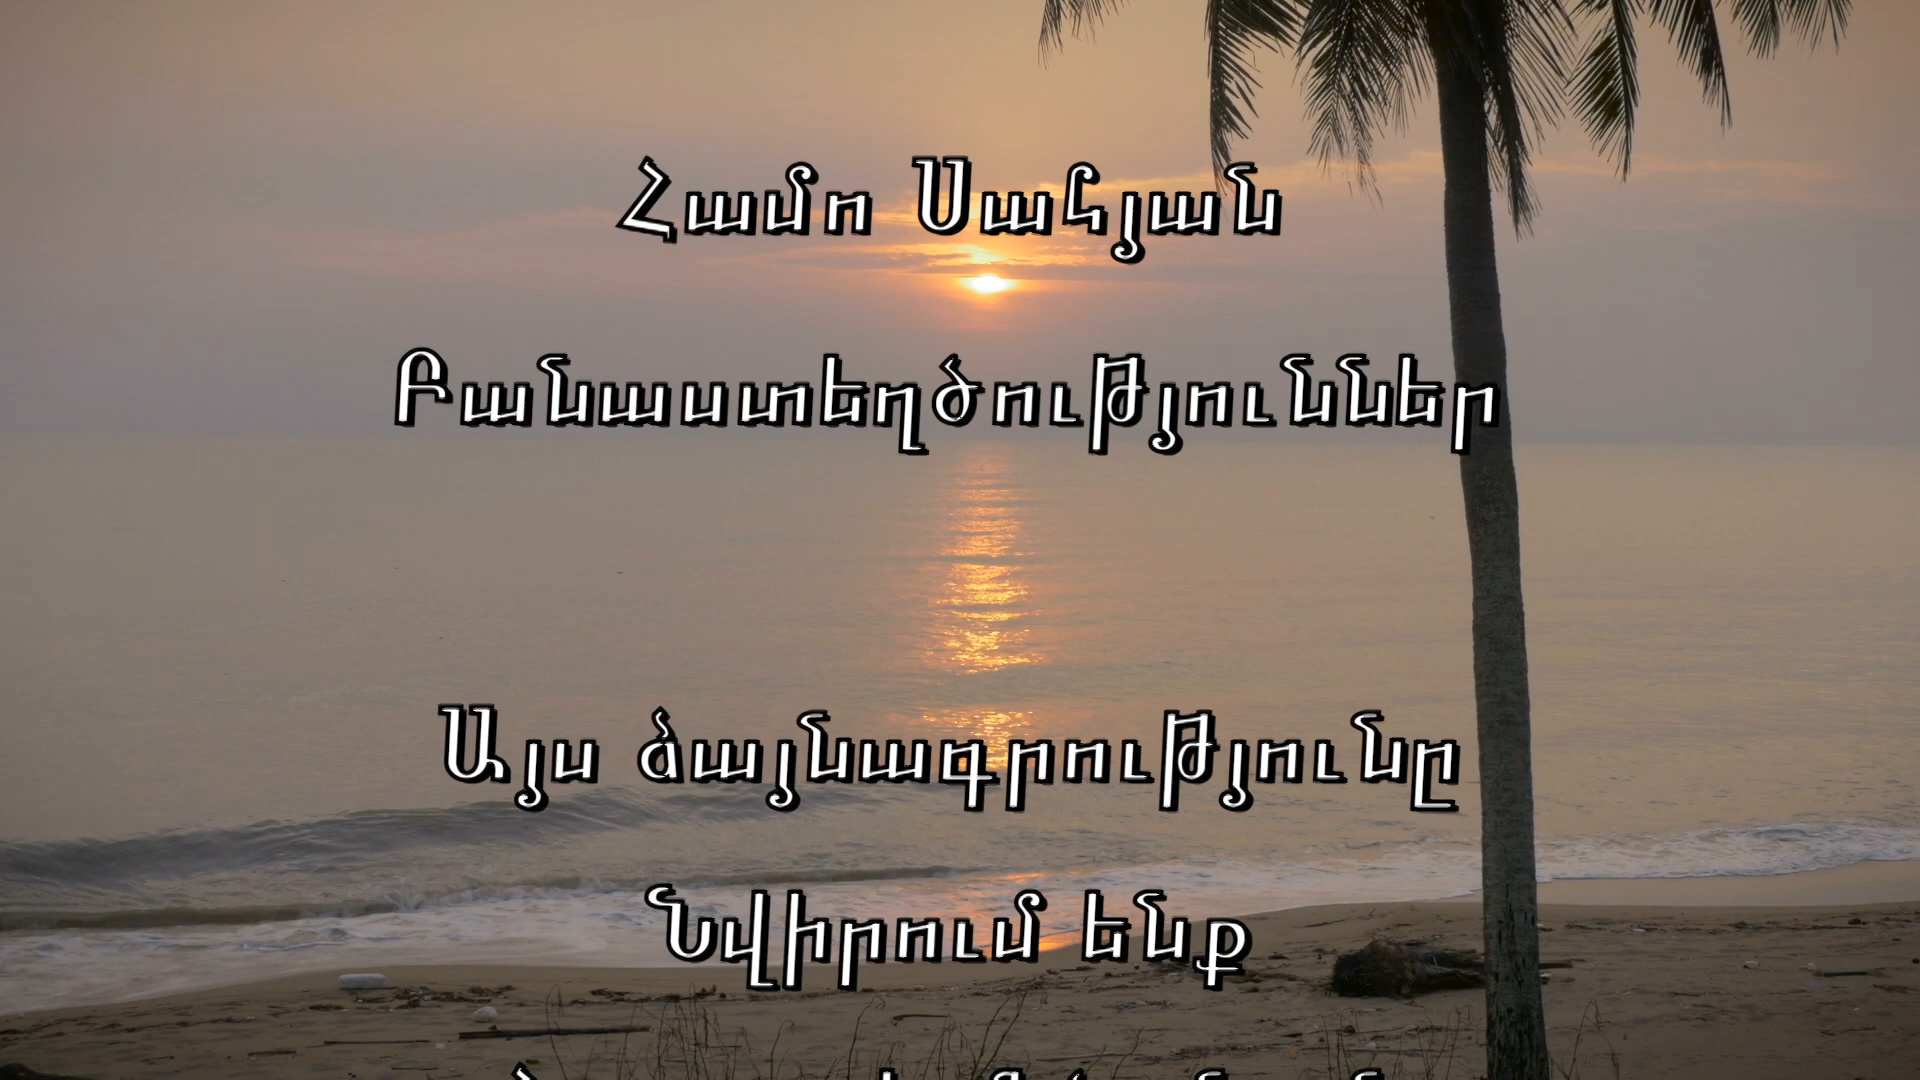 Համո Սահյան
Բանաստեղծություններ
Այս ձայնագրությունը
Նվիրում ենք